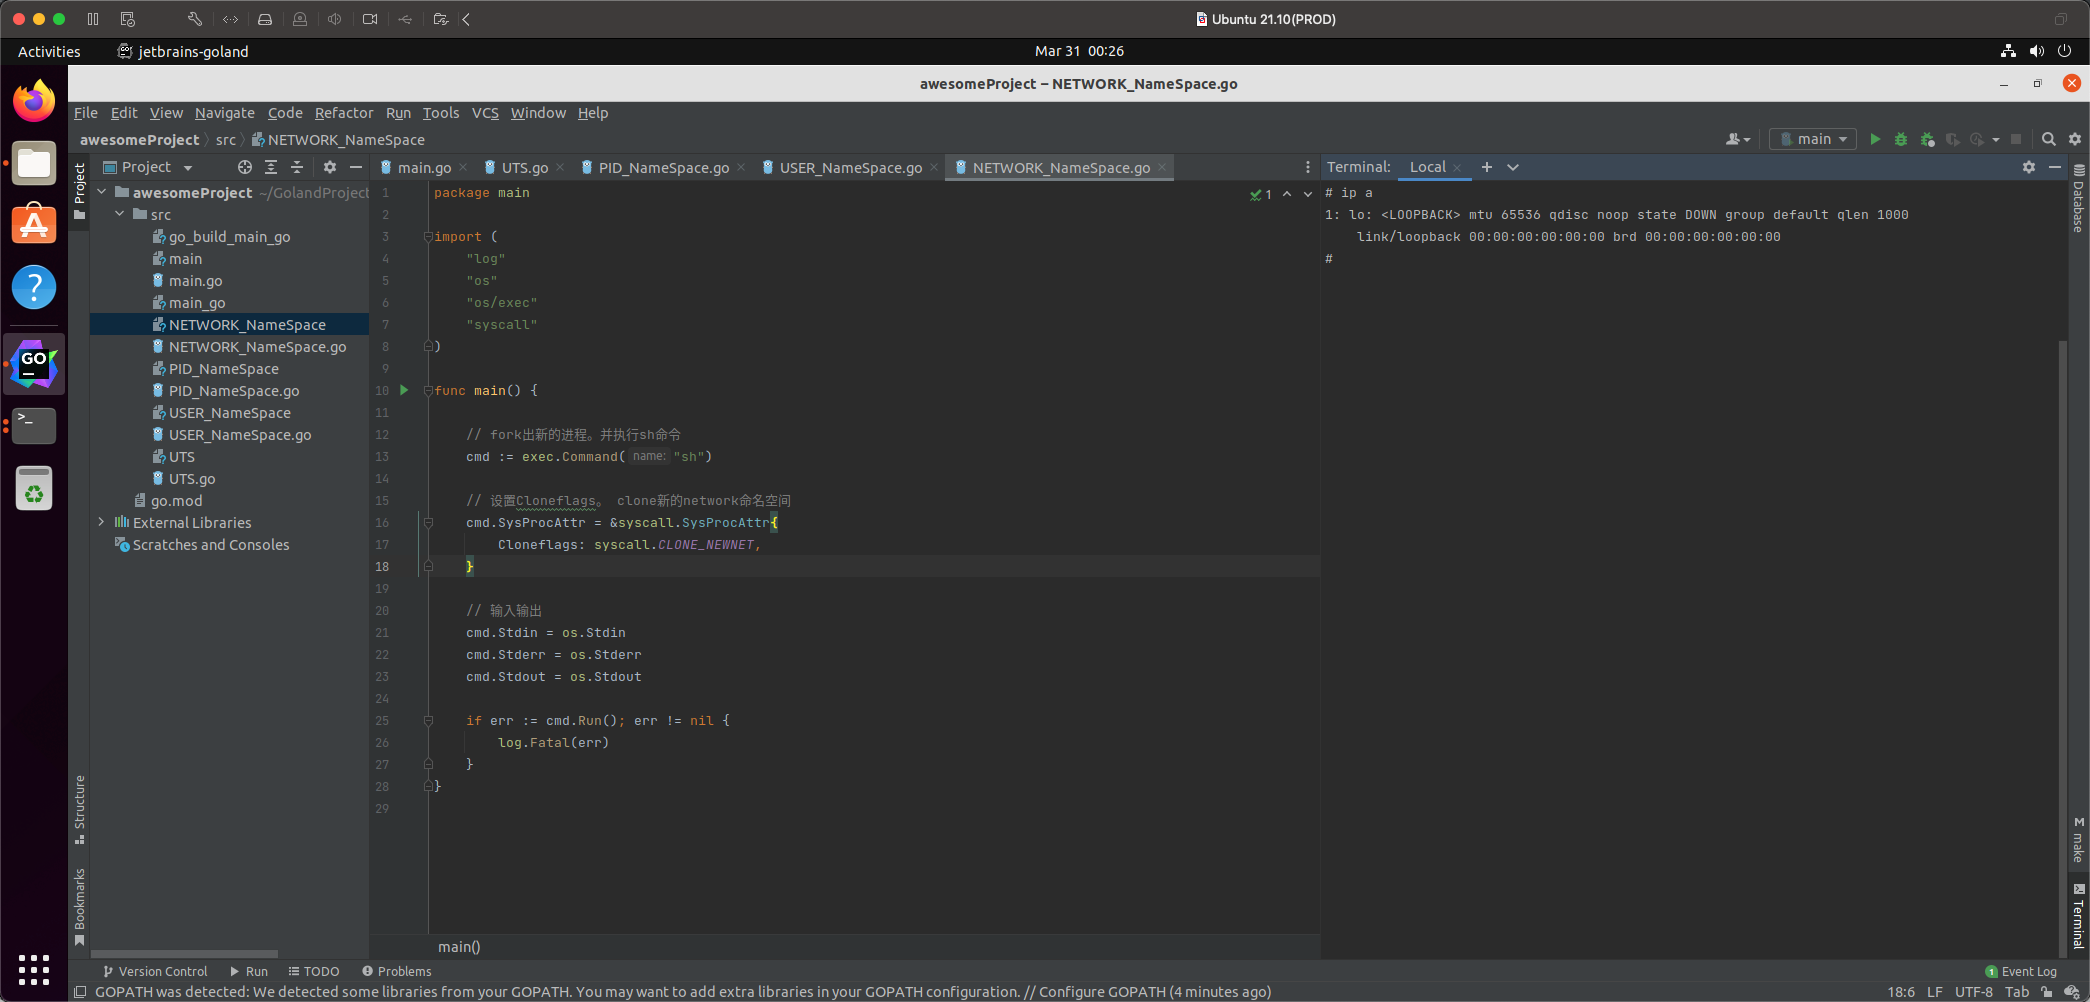 Ubuntu 21.10(PROD)
Activities
jetbrains-goland
Mar 31 00:26
awesomeProject – NETWORK_NameSpace.go
File Edit View Navigate Code Refactor Run Tools VCS Window Help
awesomeProject src NETWORK_NameSpace
main
Project
Project
main.go
UTS.go
PID_NameSpace.go
USER_NameSpace.go
NETWORK_NameSpace.go
awesomeProject ~/GolandProject
src
go_build_main_go
main
main.go
main_go
NETWORK_NameSpace
NETWORK_NameSpace.go
PID_NameSpace
PID_NameSpace.go
USER_NameSpace
USER_NameSpace.go
UTS
UTS.go
go.mod
External Libraries
Scratches and Consoles
Structure
Bookmarks
1 package main
2
3 import (
4 "log"
5 "os"
6 "os/exec"
7 "syscall"
8 )
9
10 func main() {
11
12 // fork出新的进程。并执行sh命令
13 cmd := exec.Command( name: "sh")
14
15 // 设置Cloneflags。 clone新的network命名空间
16 cmd.SysProcAttr = &syscall.SysProcAttr{
17 Cloneflags: syscall.CLONE_NEWNET,
18 }
19
20 // 输入输出
21 cmd.Stdin = os.Stdin
22 cmd.Stderr = os.Stderr
23 cmd.Stdout = os.Stdout
24
25 if err := cmd.Run(); err != nil {
26 log.Fatal(err)
27 }
28 }
29
1
main()
Terminal: Local
# ip a
1: lo: <LOOPBACK> mtu 65536 qdisc noop state DOWN group default qlen 1000
link/loopback 00:00:00:00:00:00 brd 00:00:00:00:00:00
#
Database
make
Terminal
Version Control Run TODO Problems
1 Event Log
GOPATH was detected: We detected some libraries from your GOPATH. You may want to add extra libraries in your GOPATH configuration. // Configure GOPATH (4 minutes ago)
18:6 LF UTF-8 Tab